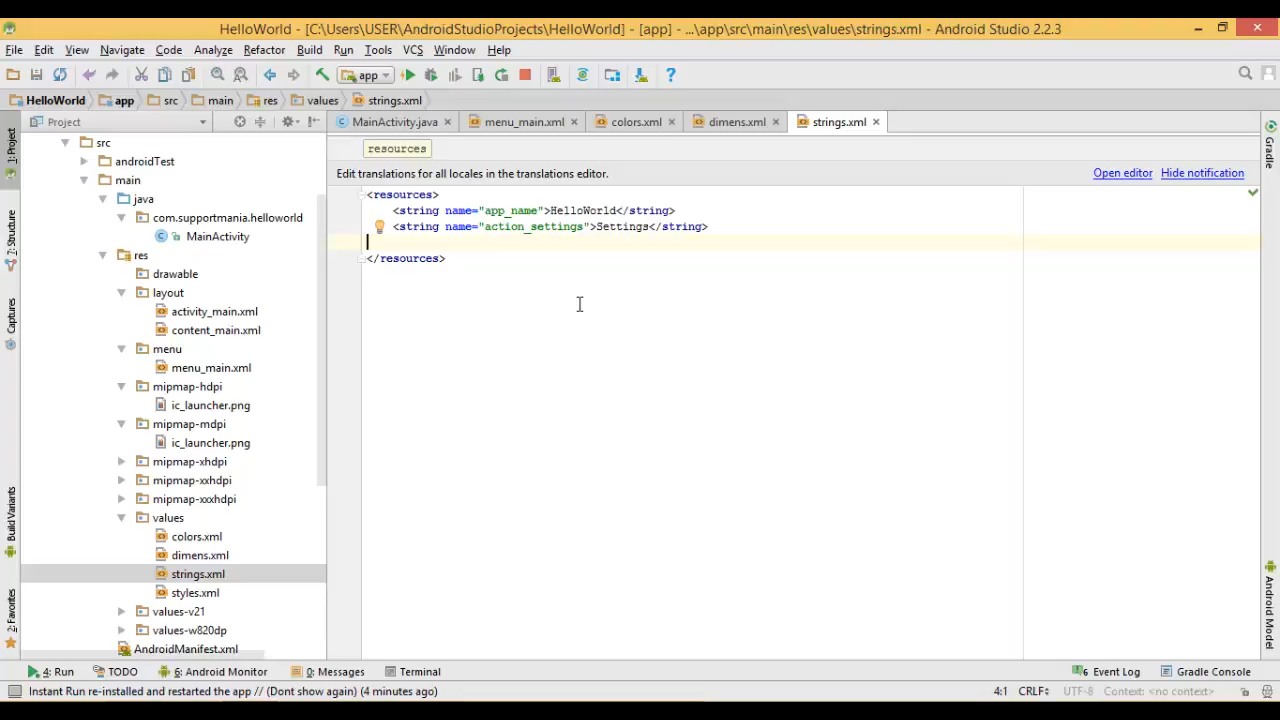 HelloWorld - [C:\Users\USER\AndroidStudioProjects\HelloWorld] - [app] - ...\app\src\main\res\values\strings.xml - Android Studio 2.2.3
File Edit View Navigate Code Analyze Refactor Build Run Tools VCS Window Help
app
HelloWorld app src main res values strings.xml
Project
MainActivity.java menu_main.xml colors.xml dimens.xml strings.xml
resources
Edit translations for all locales in the translations editor. Open editor Hide notification
<resources>
<string name="app_name">HelloWorld</string>
<string name="action_settings">Settings</string>
</resources>
src
androidTest
main
java
com.supportmania.helloworld
MainActivity
res
drawable
layout
activity_main.xml
content_main.xml
menu
menu_main.xml
mipmap-hdpi
ic_launcher.png
mipmap-mdpi
ic_launcher.png
mipmap-xhdpi
mipmap-xxhdpi
mipmap-xxxhdpi
values
colors.xml
dimens.xml
strings.xml
styles.xml
values-v21
values-w820dp
AndroidManifest.xml
1: Project
7: Structure
Captures
Build Variants
2: Favorites
Gradle
Android Model
4: Run TODO 6: Android Monitor 0: Messages Terminal 6 Event Log Gradle Console
Instant Run re-installed and restarted the app // (Dont show again) (4 minutes ago) 4:1 CRLF UTF-8 Context: <no context>